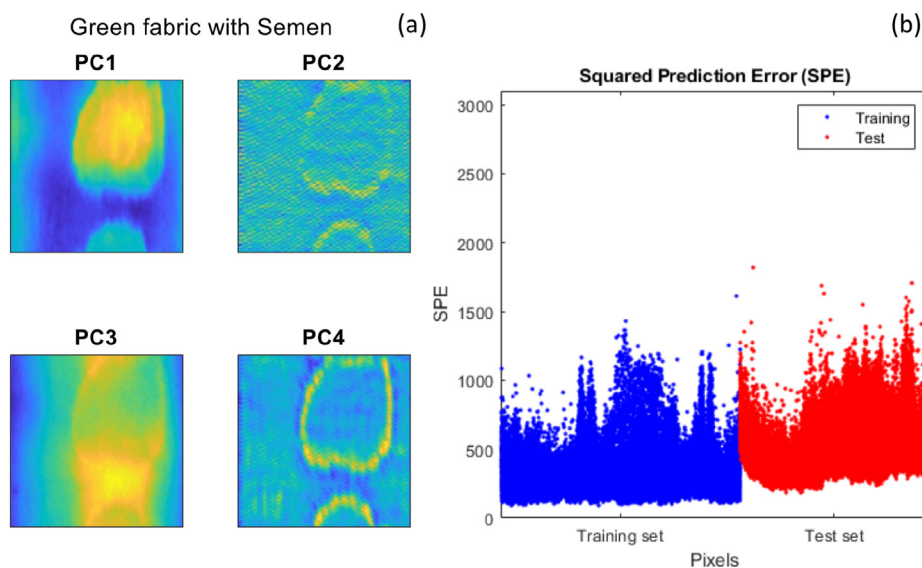 Green fabric with Semen
(a)
PC1
PC2
PC3
PC4
(b)
Squared Prediction Error (SPE)
Training
Test
3000
2500
2000
1500
1000
500
0
SPE
Training set
Test set
Pixels